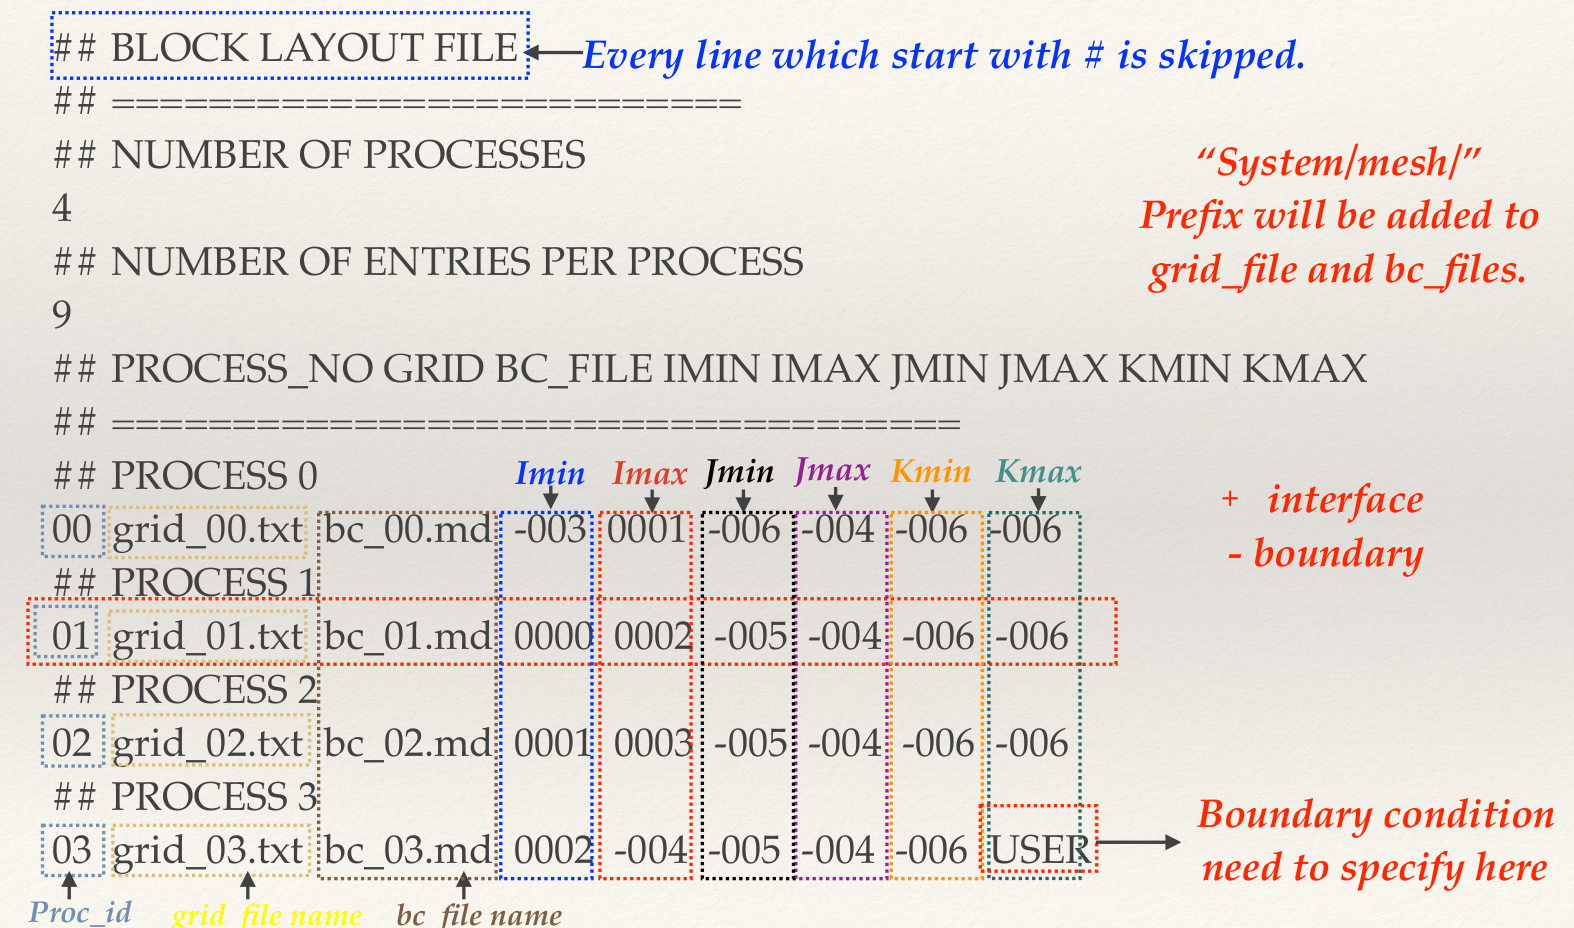 ## BLOCK LAYOUT FILE
Every line which start with # is skipped.
## ==========================
## NUMBER OF PROCESSES
4
## NUMBER OF ENTRIES PER PROCESS
9
“System/mesh/”
Prefix will be added to
grid_file and bc_files.
## PROCESS_NO GRID BC_FILE IMIN IMAX JMIN JMAX KMIN KMAX
## ===================================
## PROCESS 0
Imin Imax Jmin Jmax Kmin Kmax
00 grid_00.txt bc_00.md -003 0001 -006 -004 -006 -006
## PROCESS 1
01 grid_01.txt bc_01.md 0000 0002 -005 -004 -006 -006
## PROCESS 2
02 grid_02.txt bc_02.md 0001 0003 -005 -004 -006 -006
## PROCESS 3
03 grid_03.txt bc_03.md 0002 -004 -005 -004 -006 USER
+ interface
- boundary
Boundary condition
need to specify here
Proc_id grid_file name bc_file name